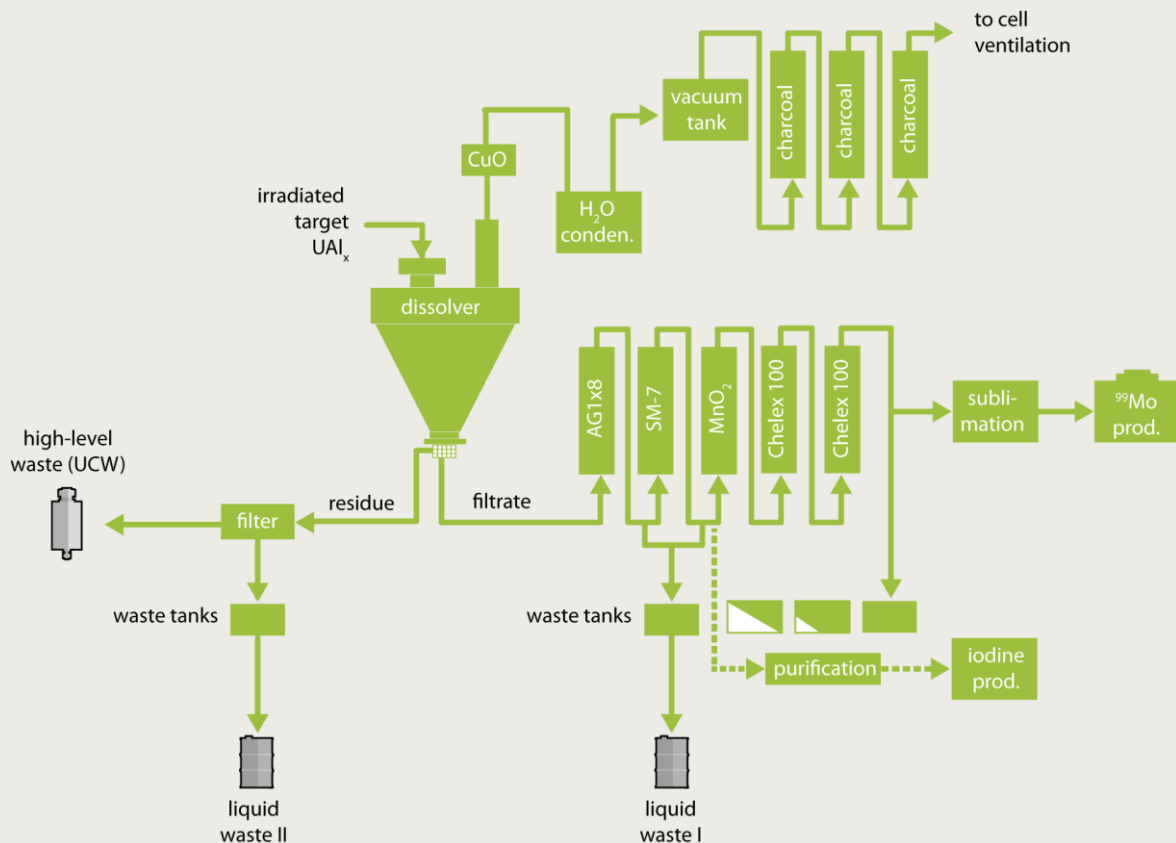 to cell
ventilation
vacuum
tank
charcoal
charcoal
charcoal
CuO
irradiated
target
UAlₓ
H₂O
conden.
dissolver
AG1x8
SM-7
MnO₂
Chelex 100
Chelex 100
subli-
mation
⁹⁹Mo
prod.
high-level
waste (UCW)
residue
filtrate
filter
waste tanks
waste tanks
purification
iodine
prod.
liquid
waste II
liquid
waste I